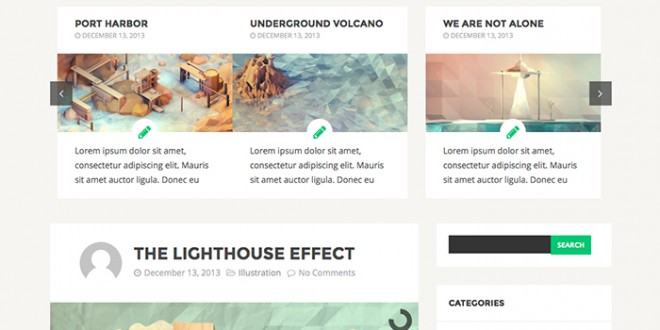 PORT HARBOR
DECEMBER 13, 2013
Lorem ipsum dolor sit amet,
consectetur adipiscing elit. Mauris
sit amet auctor ligula. Donec eu
UNDERGROUND VOLCANO
DECEMBER 13, 2013
Lorem ipsum dolor sit amet,
consectetur adipiscing elit. Mauris
sit amet auctor ligula. Donec eu
WE ARE NOT ALONE
DECEMBER 13, 2013
Lorem ipsum dolor sit amet,
consectetur adipiscing elit. Mauris
sit amet auctor ligula. Donec eu
THE LIGHTHOUSE EFFECT
December 13, 2013 Illustration No Comments
SEARCH
CATEGORIES